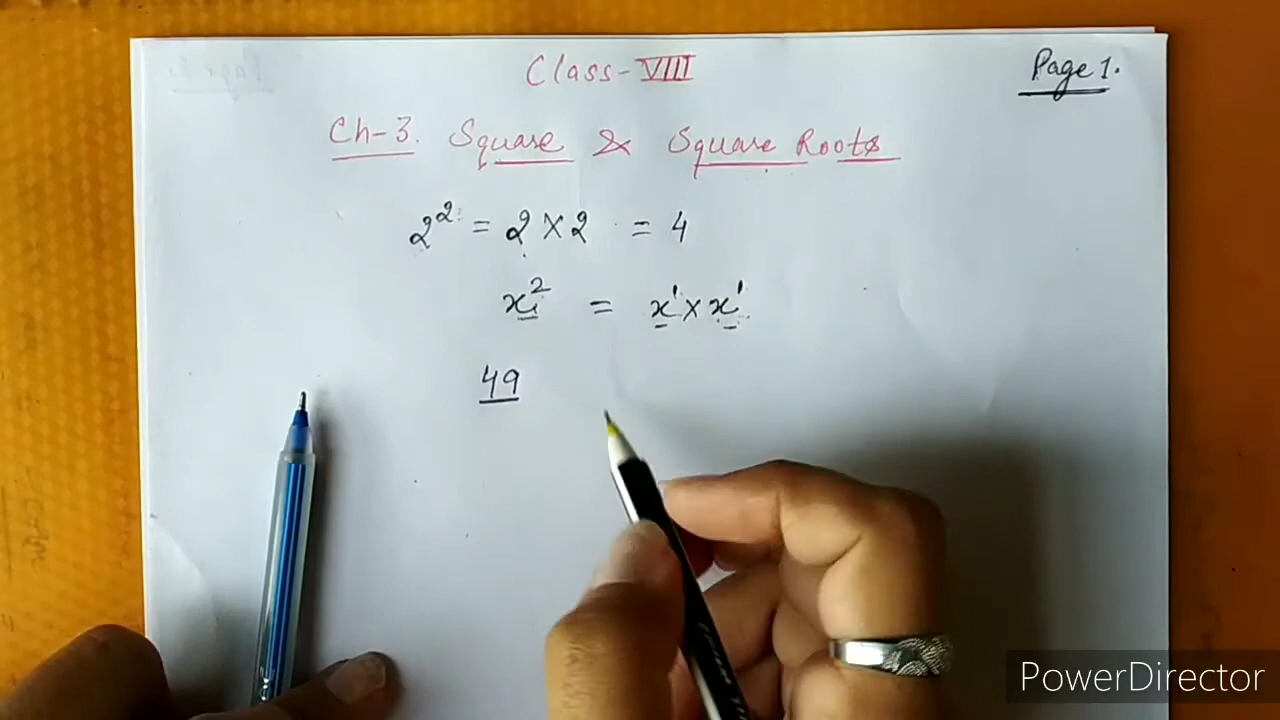 Class-VIII
Page 1.
Ch-3. Square & Square Roots
2² = 2 × 2 = 4
x² = x¹ × x¹
49
PowerDirector